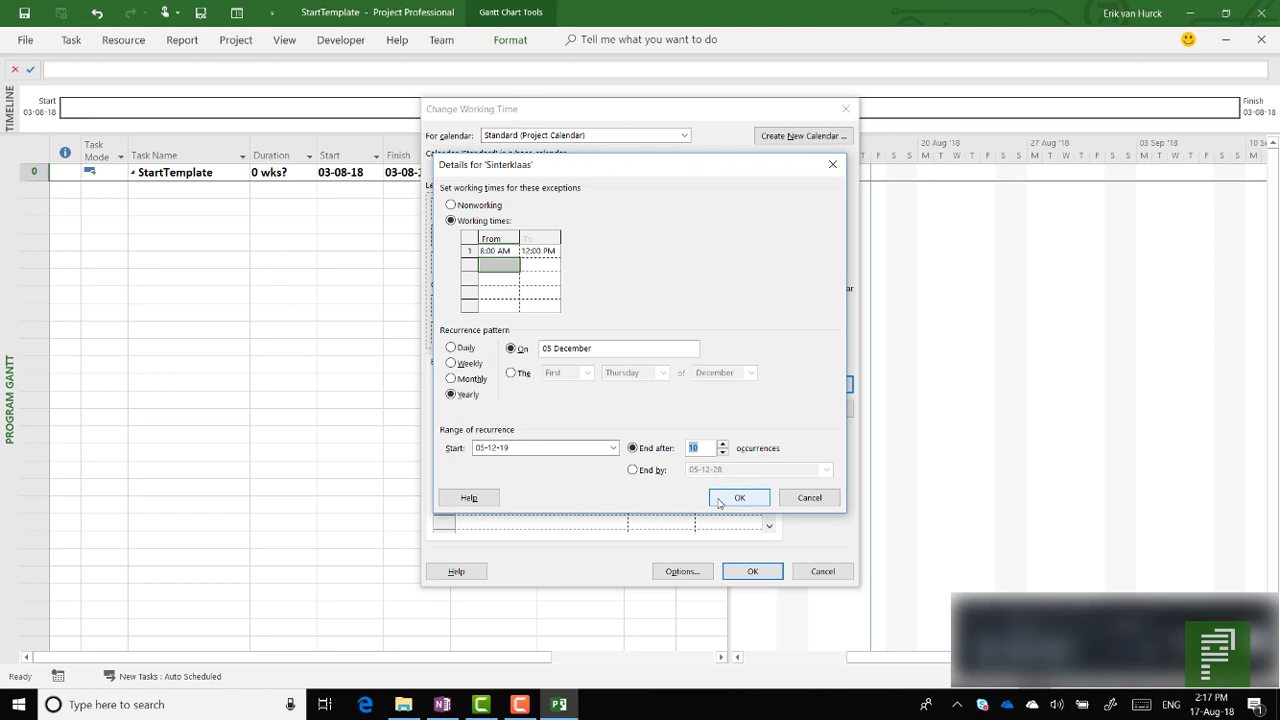 StartTemplate - Project Professional
Gantt Chart Tools
Erik van Hurck
File Task Resource Report Project View Developer Help Team Format Tell me what you want to do
TIMELINE
Start
03-08-18
Finish
03-08-18
Task Mode Task Name Duration Start Finish
20 Aug '18 27 Aug '18 03 Sep '18 10 Se
T F S S M T W T F S S M T W T F S S M T W T F S S M T
0 StartTemplate 0 wks? 03-08-18 03-08-1
PROGRAM GANTT
Change Working Time
For calendar: Standard (Project Calendar) Create New Calendar ...
Details for 'Sinterklaas'
Set working times for these exceptions
Nonworking
Working times:
From To
1 8:00 AM 12:00 PM
Recurrence pattern
Daily
Weekly
Monthly
Yearly
On 05 December
The First Thursday of December
Range of recurrence
Start: 05-12-19 End after: 10 occurrences
End by: 05-12-28
Help OK Cancel
Help Options... OK Cancel
Ready New Tasks : Auto Scheduled
Type here to search
ENG
2:17 PM
17-Aug-18